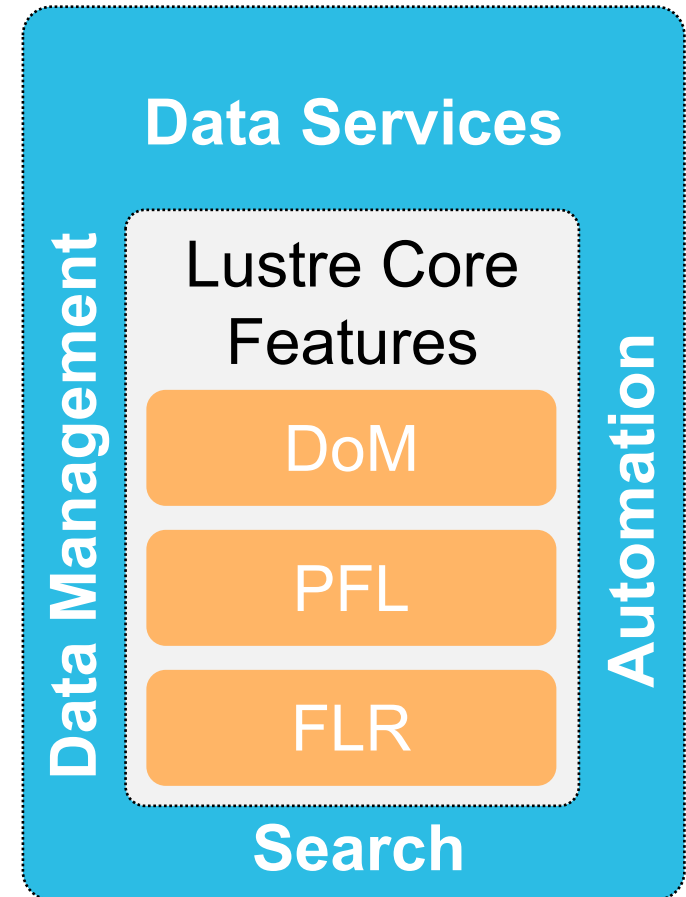 Data Services
Data Management
Lustre Core
Features
DoM
PFL
FLR
Automation
Search